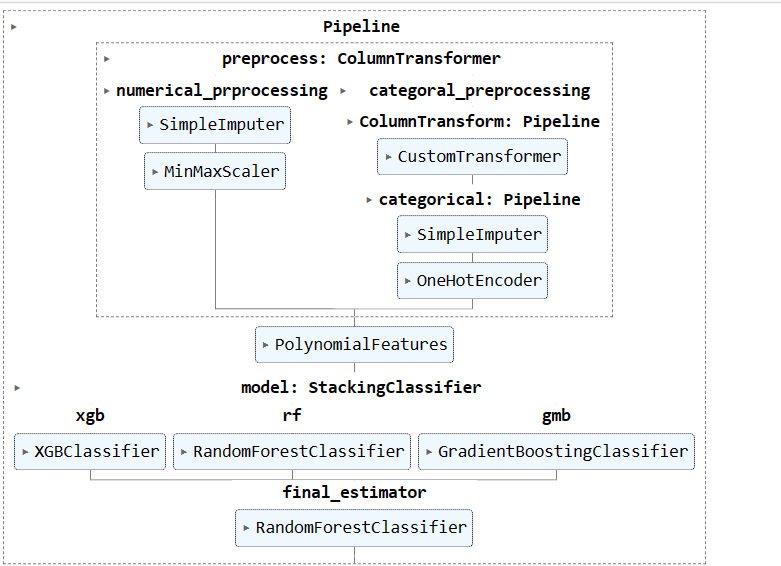 Pipeline
preprocess: ColumnTransformer
numerical_prprocessing
categoral_preprocessing
SimpleImputer
MinMaxScaler
ColumnTransform: Pipeline
CustomTransformer
categorical: Pipeline
SimpleImputer
OneHotEncoder
PolynomialFeatures
model: StackingClassifier
xgb
rf
gmb
XGBClassifier
RandomForestClassifier
GradientBoostingClassifier
final_estimator
RandomForestClassifier